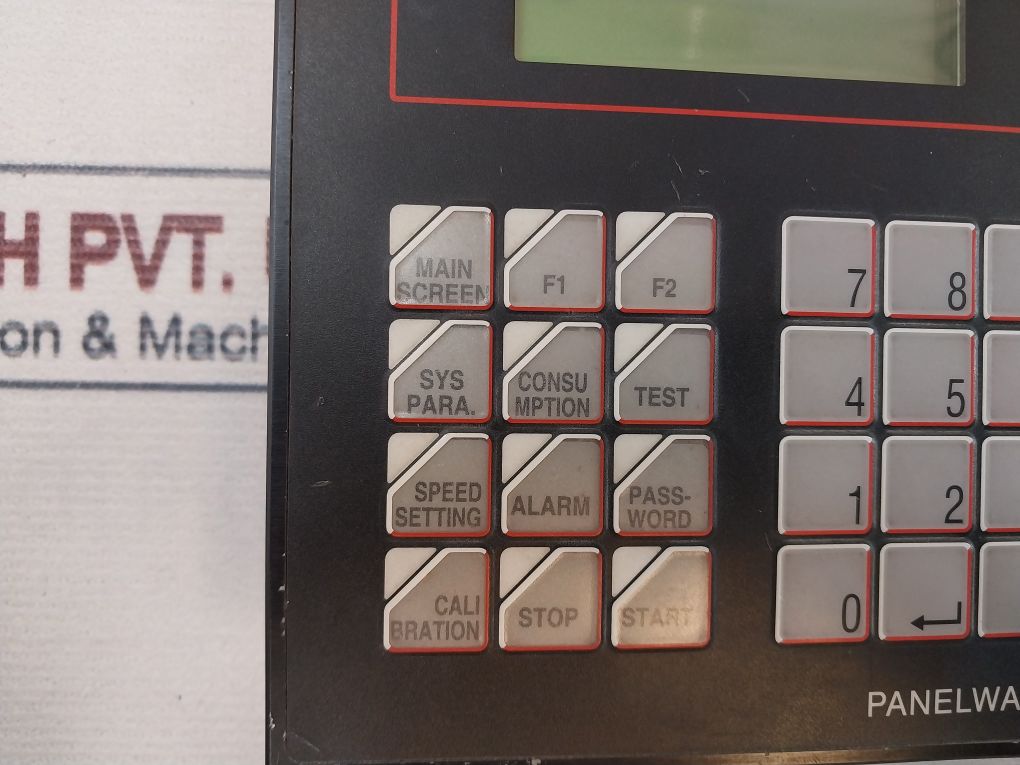 H PVT.
on & Mach
MAIN
SCREEN
F1
F2
SYS
PARA.
CONSU
MPTION
TEST
SPEED
SETTING
ALARM
PASS-
WORD
CALI
BRATION
STOP
START
7
8
4
5
1
2
0
PANELWA